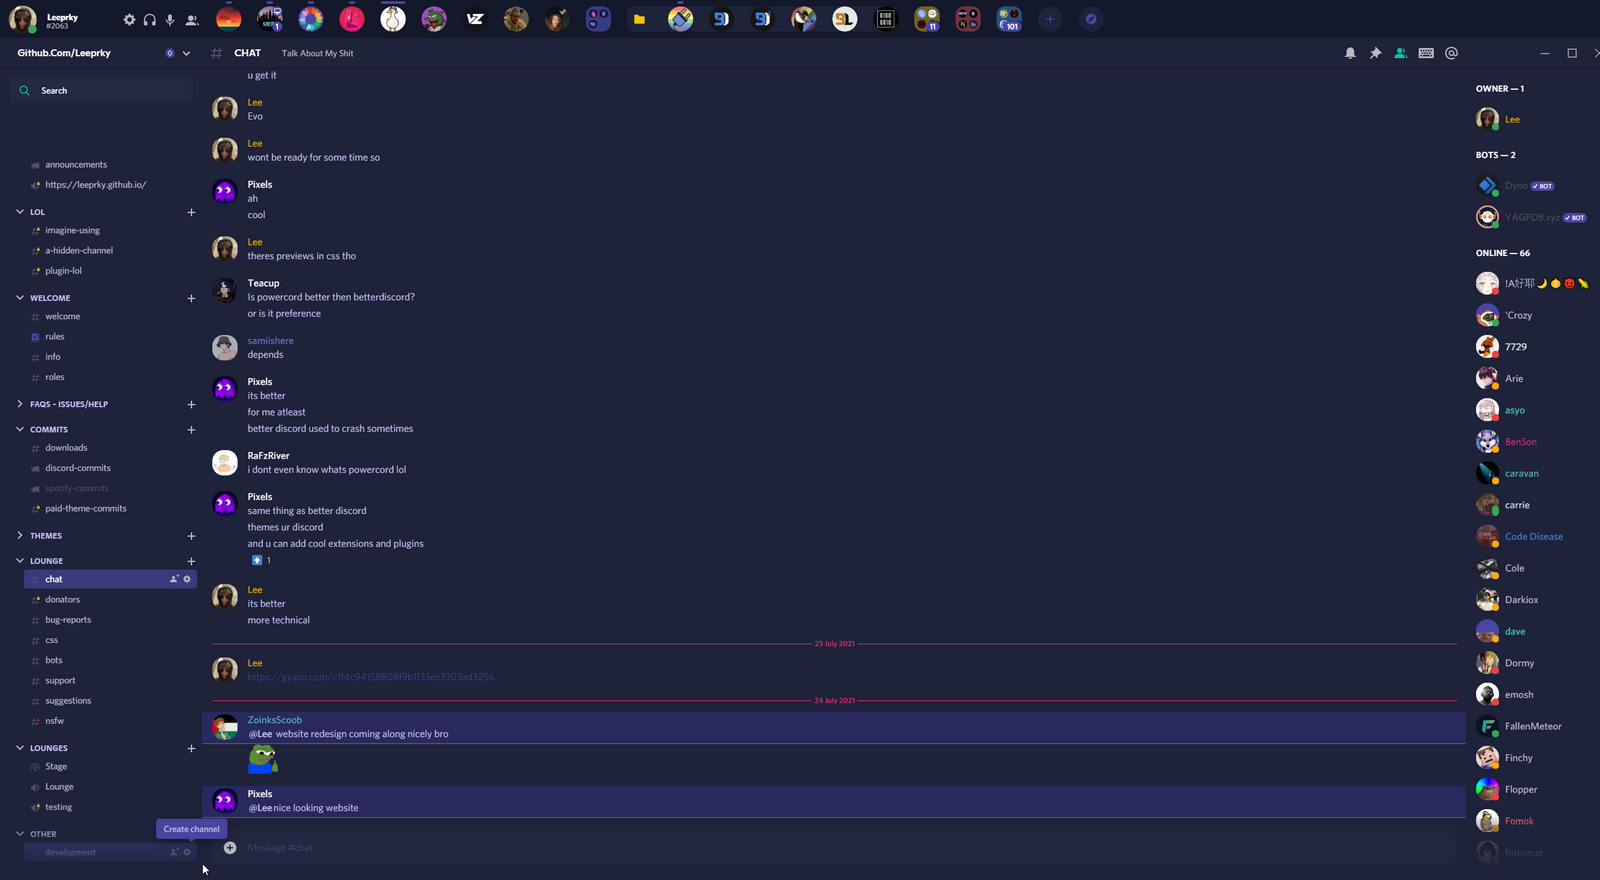 Leeprky
#2063
1
VZ
9L
11
101
Github.Com/Leeprky
0
CHAT
Talk About My Shit
Search
announcements
https://leeprky.github.io/
LOL
imagine-using
a-hidden-channel
plugin-lol
WELCOME
welcome
rules
info
roles
FAQS - ISSUES/HELP
COMMITS
downloads
discord-commits
spotify-commits
paid-theme-commits
THEMES
LOUNGE
chat
donators
bug-reports
css
bots
support
suggestions
nsfw
LOUNGES
Stage
Lounge
testing
OTHER
Create channel
development
u get it
Lee
Evo
Lee
wont be ready for some time so
Pixels
ah
cool
Lee
theres previews in css tho
Teacup
Is powercord better then betterdiscord?
or is it preference
samiishere
depends
Pixels
its better
for me atleast
better discord used to crash sometimes
RaFzRiver
i dont even know whats powercord lol
Pixels
same thing as better discord
themes ur discord
and u can add cool extensions and plugins
1
Lee
its better
more technical
23 July 2021
Lee
24 July 2021
ZoinksScoob
@Lee website redesign coming along nicely bro
Pixels
@Lee nice looking website
Message #chat
OWNER — 1
Lee
BOTS — 2
Dyno BOT
YAGPDB.xyz BOT
ONLINE — 66
!A好耶
'Crozy
7729
Arie
asyo
BenSon
caravan
carrie
Code Disease
Cole
Darkiox
dave
Dormy
emosh
FallenMeteor
Finchy
Flopper
Fomok
fotoyoue